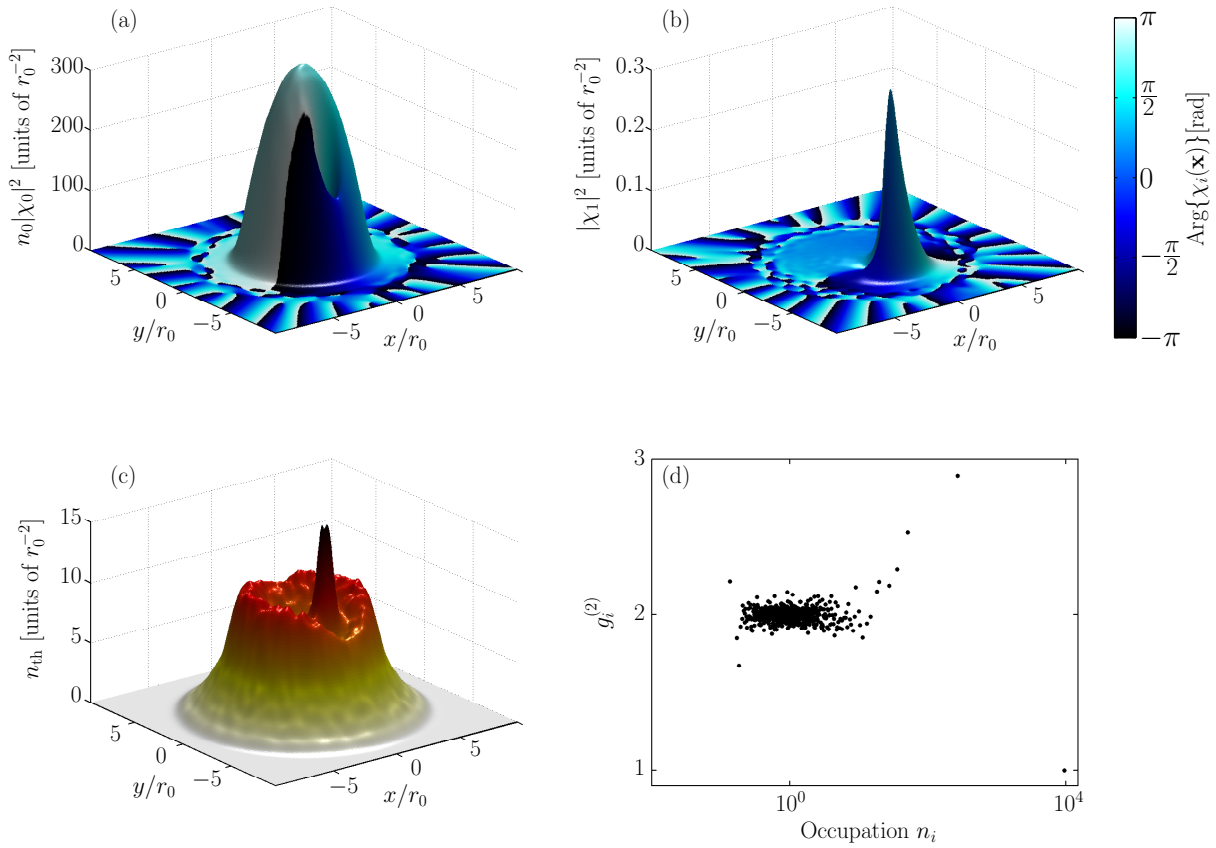 (a)
n₀|χ₀|² [units of r₀⁻²]
300
200
100
0
5
0
−5
y/r₀
−5
0
5
x/r₀
(b)
|χ₁|² [units of r₀⁻²]
0.3
0.2
0.1
0
5
0
−5
y/r₀
−5
0
5
x/r₀
π
π/2
0
−π/2
−π
Arg{χᵢ(𝐱)}[rad]
(c)
n_th [units of r₀⁻²]
15
10
5
0
5
0
−5
y/r₀
−5
0
5
x/r₀
(d)
gᵢ⁽²⁾
3
2
1
10⁰
10⁴
Occupation nᵢ